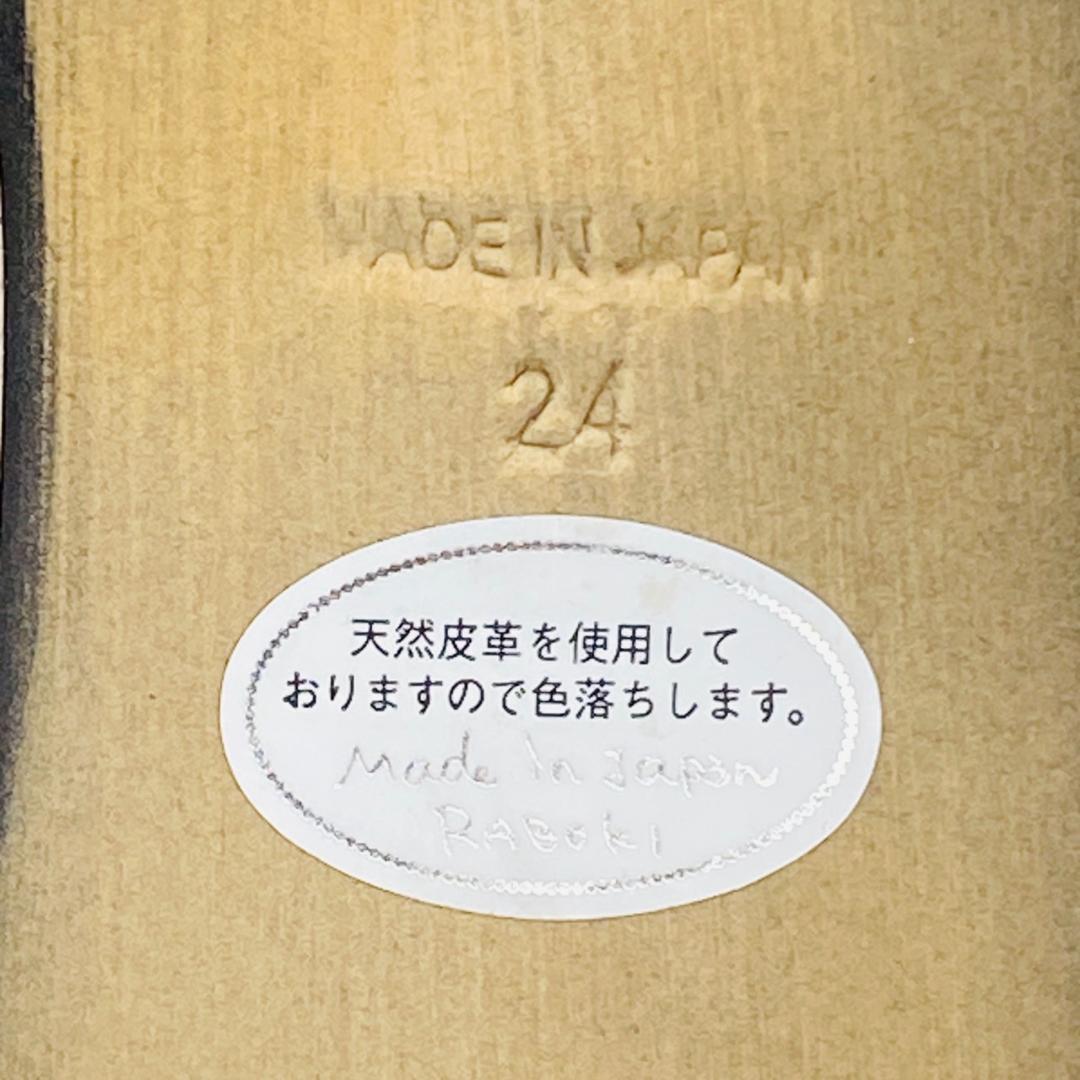 MADE IN JAPAN
24
天然皮革を使用して
おりますので色落ちします。
Made In Japan
RABOKI